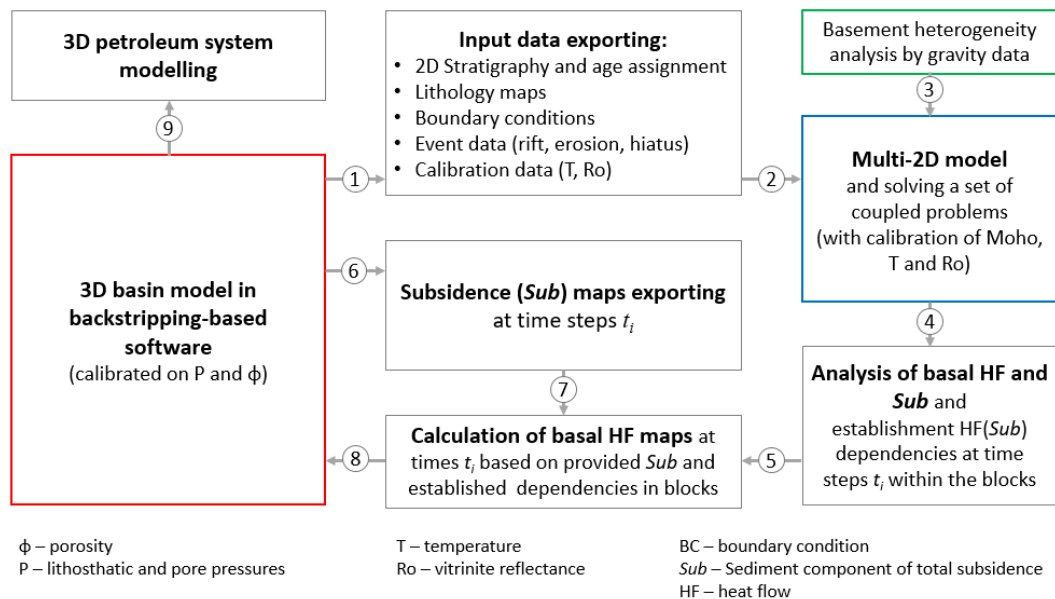 3D petroleum system
modelling
9
3D basin model in
backstripping-based
software
(calibrated on P and ϕ)
1
Input data exporting:
• 2D Stratigraphy and age assignment
• Lithology maps
• Boundary conditions
• Event data (rift, erosion, hiatus)
• Calibration data (T, Ro)
2
Basement heterogeneity
analysis by gravity data
3
Multi-2D model
and solving a set of
coupled problems
(with calibration of Moho,
T and Ro)
4
Analysis of basal HF and
Sub and
establishment HF(Sub)
dependencies at time
steps ti within the blocks
5
6
Subsidence (Sub) maps exporting
at time steps ti
7
Calculation of basal HF maps at
times ti based on provided Sub and
established dependencies in blocks
8
ϕ – porosity
P – lithosthatic and pore pressures
T – temperature
Ro – vitrinite reflectance
BC – boundary condition
Sub – Sediment component of total subsidence
HF – heat flow